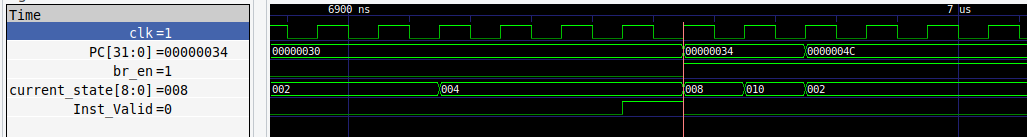 Time
6900 ns
7 us
clk=1
PC[31:0]=00000034
00000030
00000034
0000004C
br_en=1
current_state[8:0]=008
002
004
008
010
002
Inst_Valid=0